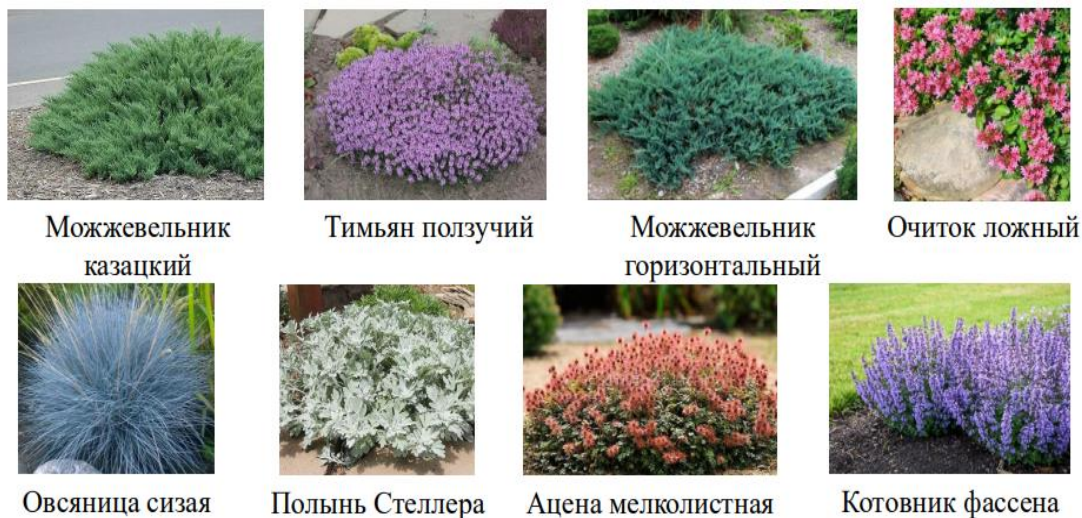 Можжевельник
казацкий
Тимьян ползучий
Можжевельник
горизонтальный
Очиток ложный
Овсяница сизая
Полынь Стеллера
Ацена мелколистная
Котовник фассена